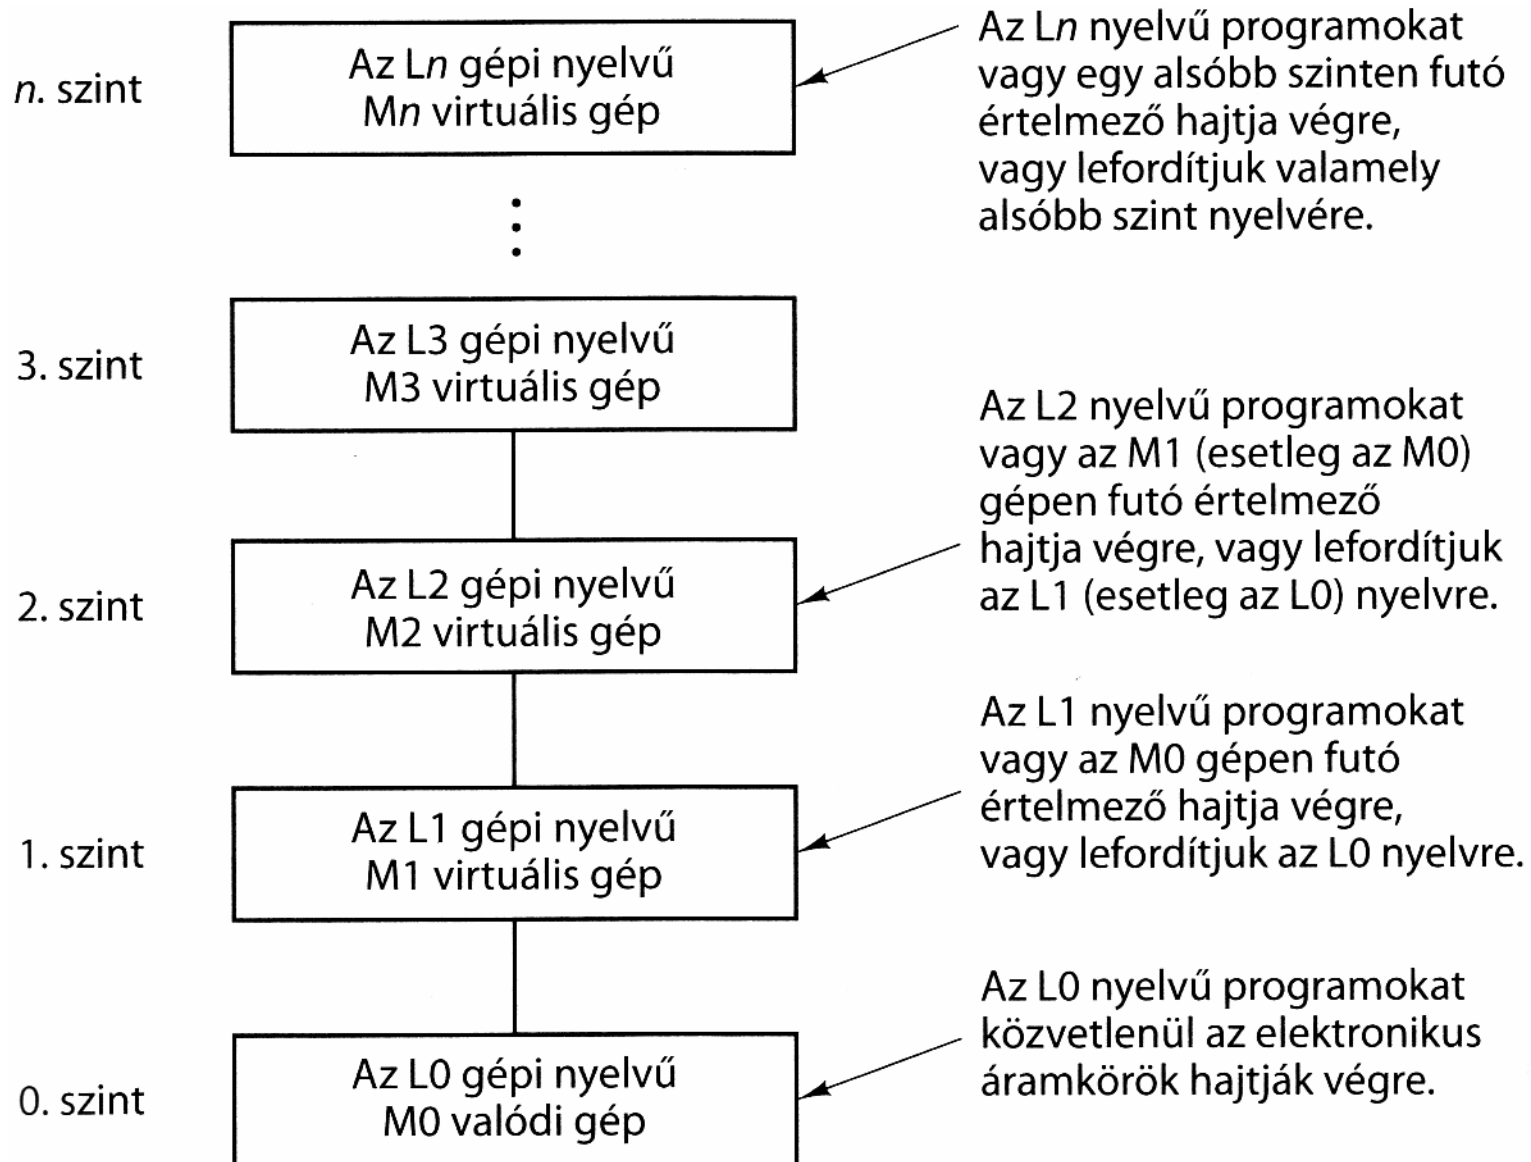 n. szint
Az Ln gépi nyelvű
Mn virtuális gép
Az Ln nyelvű programokat
vagy egy alsóbb szinten futó
értelmező hajtja végre,
vagy lefordítjuk valamely
alsóbb szint nyelvére.
3. szint
Az L3 gépi nyelvű
M3 virtuális gép
2. szint
Az L2 gépi nyelvű
M2 virtuális gép
Az L2 nyelvű programokat
vagy az M1 (esetleg az M0)
gépen futó értelmező
hajtja végre, vagy lefordítjuk
az L1 (esetleg az L0) nyelvre.
1. szint
Az L1 gépi nyelvű
M1 virtuális gép
Az L1 nyelvű programokat
vagy az M0 gépen futó
értelmező hajtja végre,
vagy lefordítjuk az L0 nyelvre.
0. szint
Az L0 gépi nyelvű
M0 valódi gép
Az L0 nyelvű programokat
közvetlenül az elektronikus
áramkörök hajtják végre.